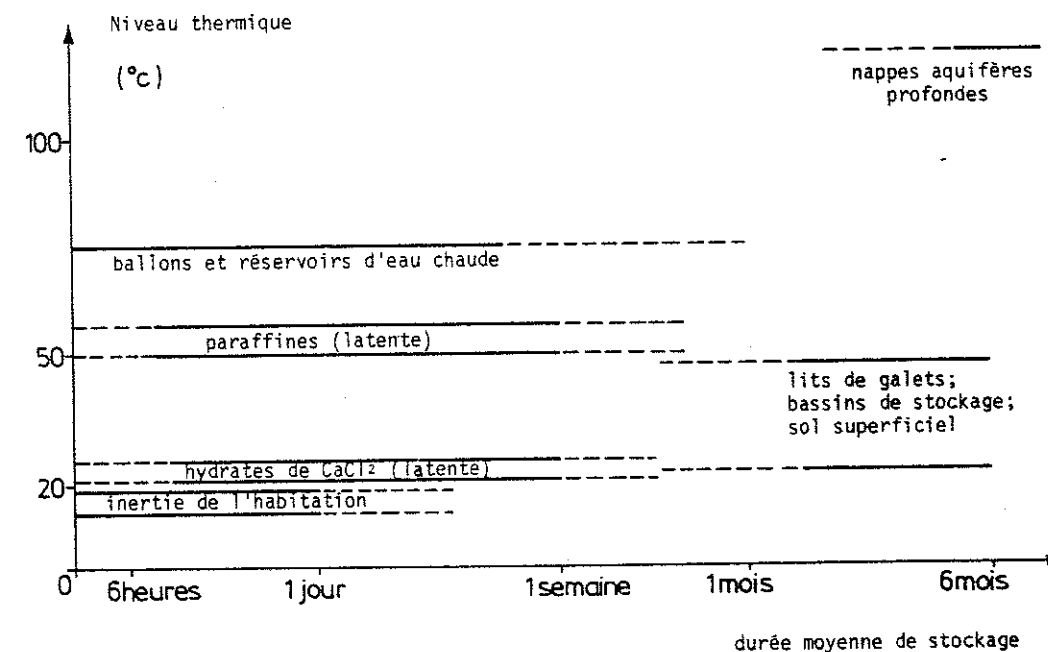 Niveau thermique
(°c)
nappes aquifères
profondes
100
ballons et réservoirs d'eau chaude
paraffines (latente)
50
lits de galets;
bassins de stockage;
sol superficiel
hydrates de CaCl2 (latente)
20
inertie de l'habitation
0 6heures 1jour 1semaine 1mois 6mois
durée moyenne de stockage